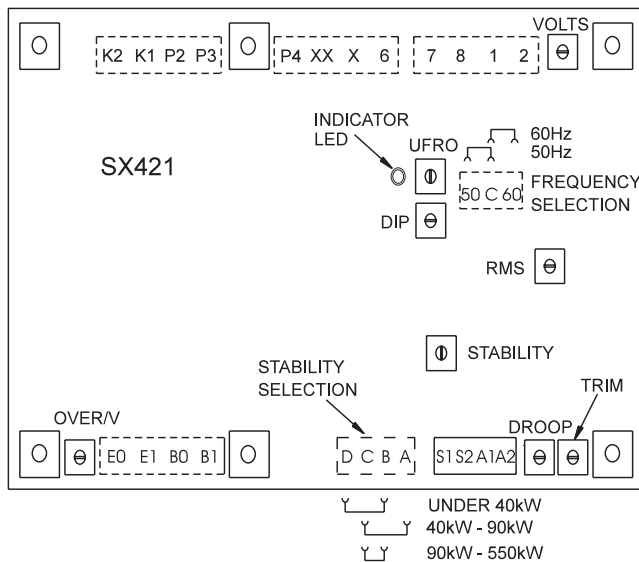 VOLTS
K2 K1 P2 P3
P4 XX X 6
7 8 1 2
INDICATOR
LED
UFRO
60Hz
50Hz
SX421
50 C 60
FREQUENCY
SELECTION
DIP
RMS
STABILITY
STABILITY
SELECTION
TRIM
OVER/V
DROOP
E0 E1 B0 B1
D C B A
S1 S2 A1 A2
UNDER 40kW
40kW - 90kW
90kW - 550kW